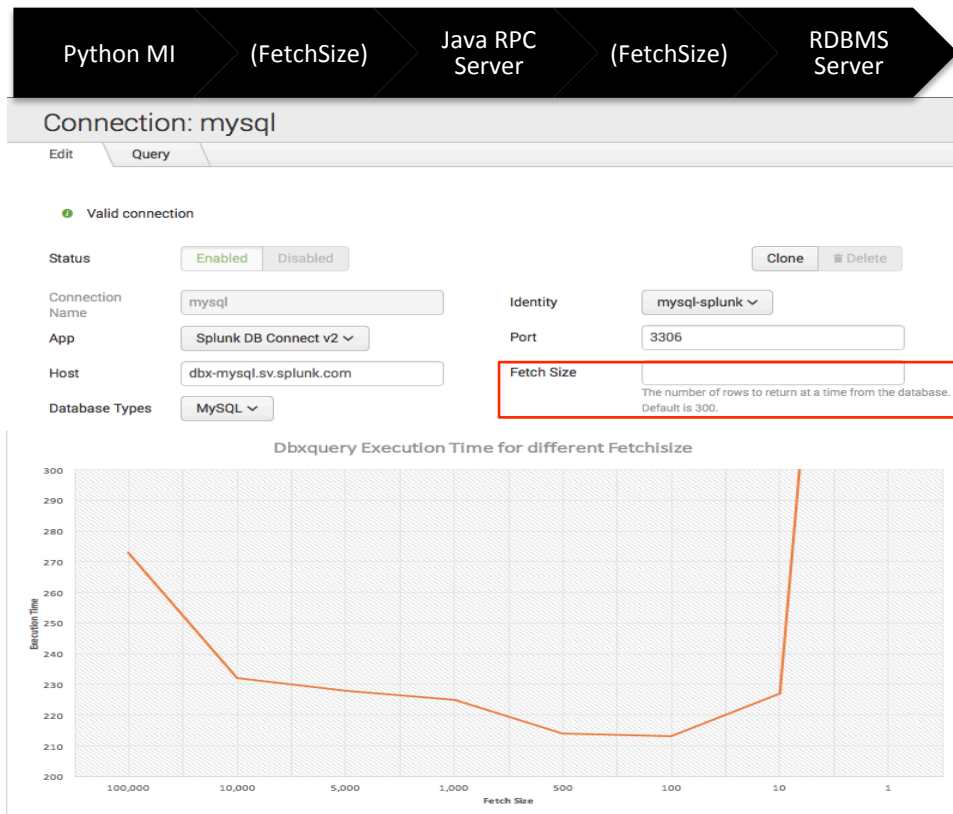 Python MI
(FetchSize)
Java RPC
Server
(FetchSize)
RDBMS
Server
Connection: mysql
Edit
Query
Valid connection
Status
Enabled
Disabled
Clone
Delete
Connection
Name
mysql
Identity
mysql-splunk
App
Splunk DB Connect v2
Port
3306
Host
dbx-mysql.sv.splunk.com
Fetch Size
The number of rows to return at a time from the database.
Default is 300.
Database Types
MySQL
Dbxquery Execution Time for different Fetchisize
300
290
280
270
260
250
240
230
220
210
200
Execution Time
100,000
10,000
5,000
1,000
500
100
10
1
Fetch Size